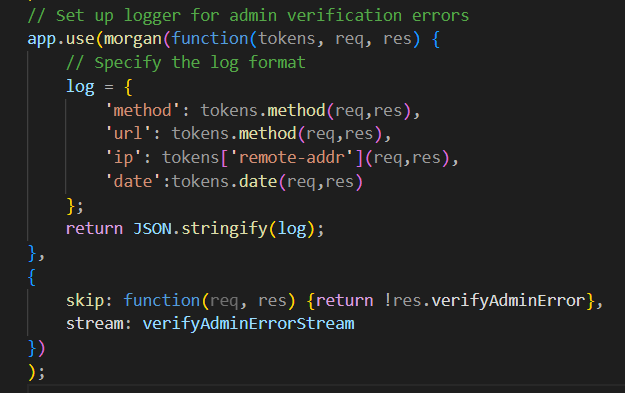 // Set up logger for admin verification errors
app.use(morgan(function(tokens, req, res) {
    // Specify the log format
    log = {
        'method': tokens.method(req,res),
        'url': tokens.method(req,res),
        'ip': tokens['remote-addr'](req,res),
        'date':tokens.date(req,res)
    };
    return JSON.stringify(log);
},
{
    skip: function(req, res) {return !res.verifyAdminError},
    stream: verifyAdminErrorStream
})
);